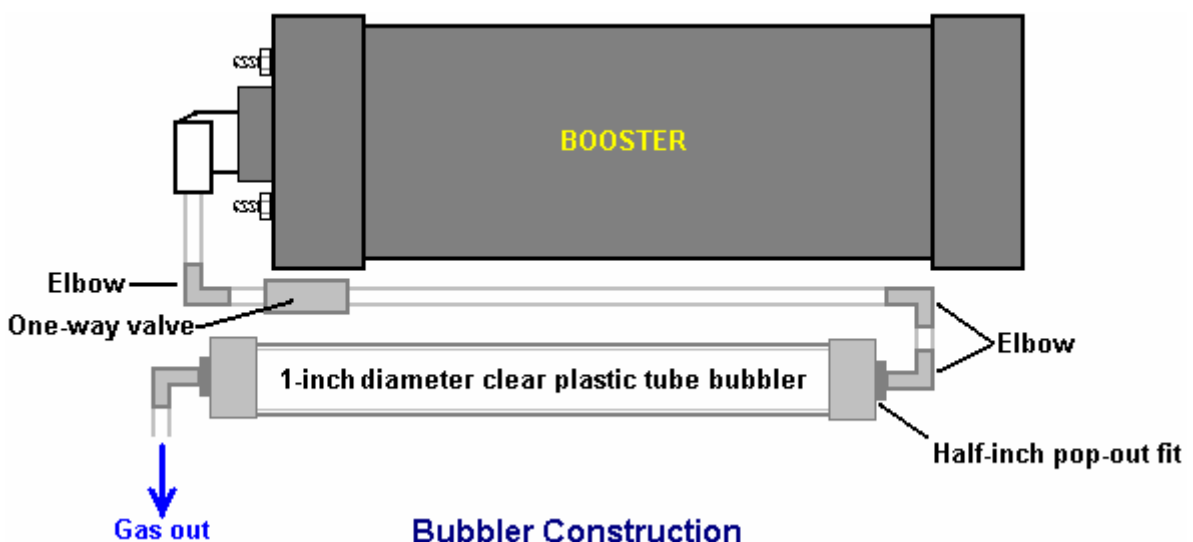 BOOSTER
Elbow
One-way valve
Elbow
1-inch diameter clear plastic tube bubbler
Half-inch pop-out fit
Gas out
Bubbler Construction